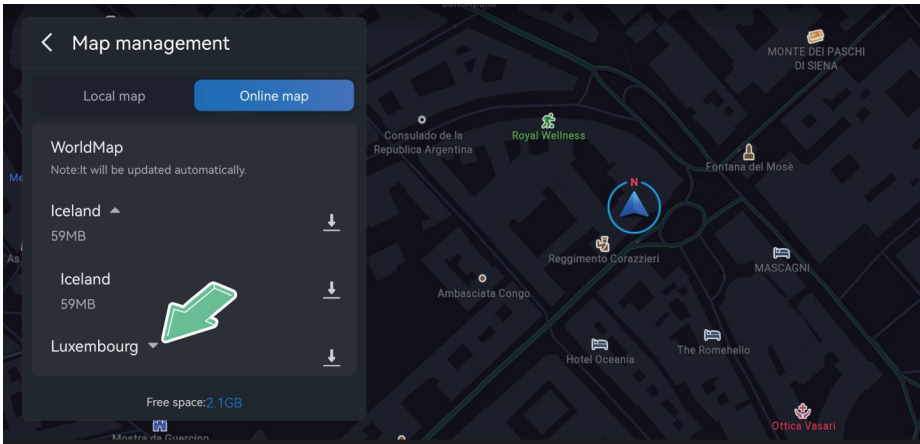 Map management
Local map
Online map
WorldMap
Note:It will be updated automatically.
Iceland
59MB
Iceland
59MB
Luxembourg
Free space:2.1GB
MONTE DEI PASCHI
DI SIENA
Consulado de la
Republica Argentina
Royal Wellness
Fontana del Mosè
Me
N
As.
Reggimento Corazzieri
MASCAGNI
Ambasciata Congo
Hotel Oceania
The Romehello
Ottica Vasari
Mostra da Guercino